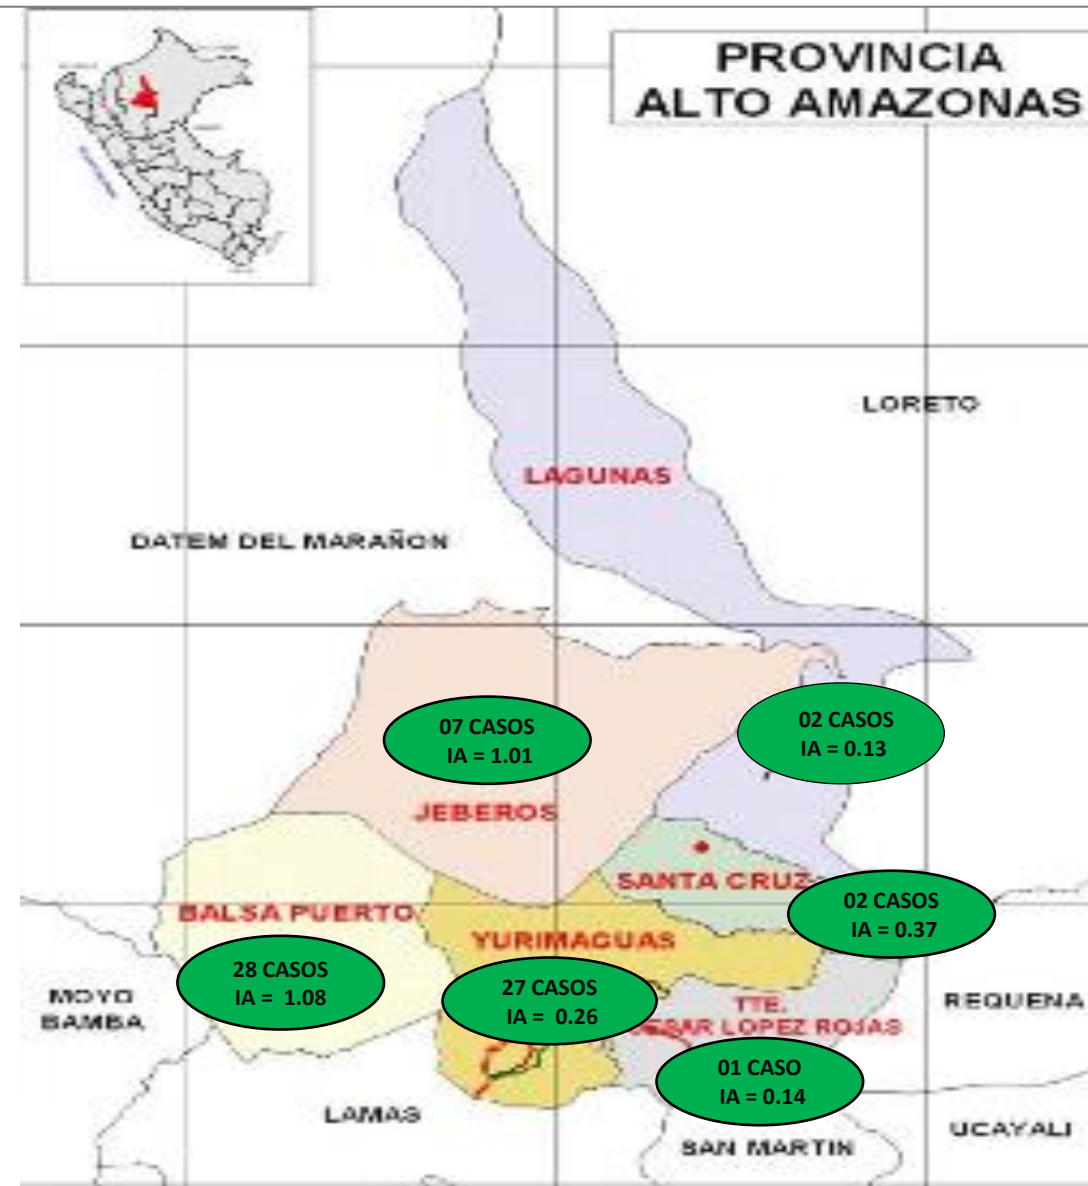 PROVINCIA
ALTO AMAZONAS
LORETO
LAGUNAS
DATEM DEL MARAÑON
07 CASOS
IA = 1.01
02 CASOS
IA = 0.13
JEBEROS
SANTA CRUZ
02 CASOS
IA = 0.37
BALSA PUERTO
YURIMAGUAS
28 CASOS
IA = 1.08
27 CASOS
IA = 0.26
MOYO
BAMBA
TTE.
ESAR LOPEZ ROJAS
REQUENA
01 CASO
IA = 0.14
LAMAS
SAN MARTIN
UCAYALI